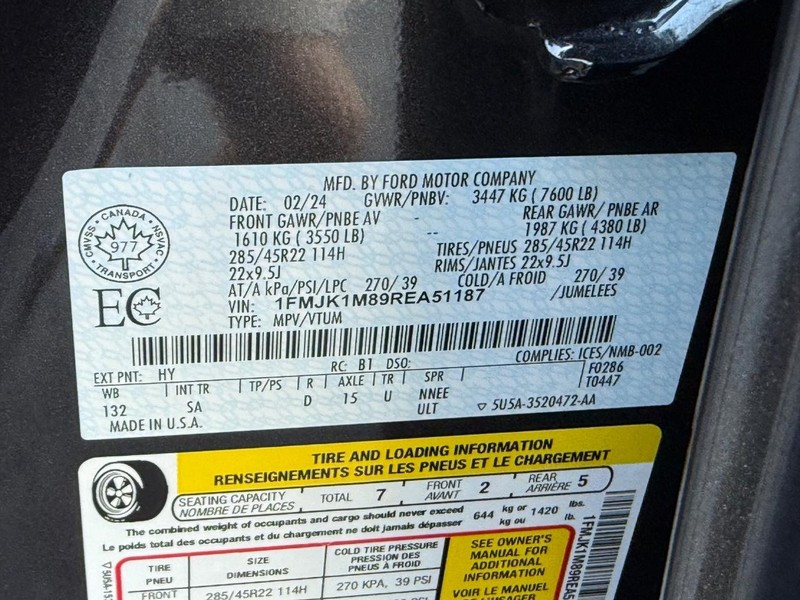 MFD. BY FORD MOTOR COMPANY
DATE: 02/24 GVWR/PNBV: 3447 KG ( 7600 LB)
FRONT GAWR/PNBE AV -- REAR GAWR/ PNBE AR
1610 KG ( 3550 LB) -- 1987 KG ( 4380 LB)
285/45R22 114H TIRES/PNEUS 285/45R22 114H
22x9.5J RIMS/JANTES 22x9.5J
AT/A kPa/PSI/LPC 270/ 39 COLD/A FROID 270/ 39
VIN: 1FMJK1M89REA51187 /JUMELEES
TYPE: MPV/VTUM
CMVSS · CANADA · NSVAC
977
TRANSPORT
EC
COMPLIES: ICES/NMB-002
EXT PNT: HY RC: B1 DSO: F0286
WB INT TR TP/PS R AXLE TR SPR T0447
132 SA D 15 U NNEE
ULT
MADE IN U.S.A. 5U5A-3520472-AA
TIRE AND LOADING INFORMATION
RENSEIGNEMENTS SUR LES PNEUS ET LE CHARGEMENT
SEATING CAPACITY TOTAL 7 FRONT 2 REAR 5
NOMBRE DE PLACES AVANT ARRIÈRE
The combined weight of occupants and cargo should never exceed 644 kg or 1420 lbs.
Le poids total des occupants et du chargement ne doit jamais dépasser kg ou lb.
TIRE SIZE COLD TIRE PRESSURE
PNEU DIMENSIONS PRESSION DES PNEUS À FROID
FRONT 285/45R22 114H 270 KPA, 39 PSI
SEE OWNER'S
MANUAL FOR
ADDITIONAL
INFORMATION
VOIR LE MANUEL